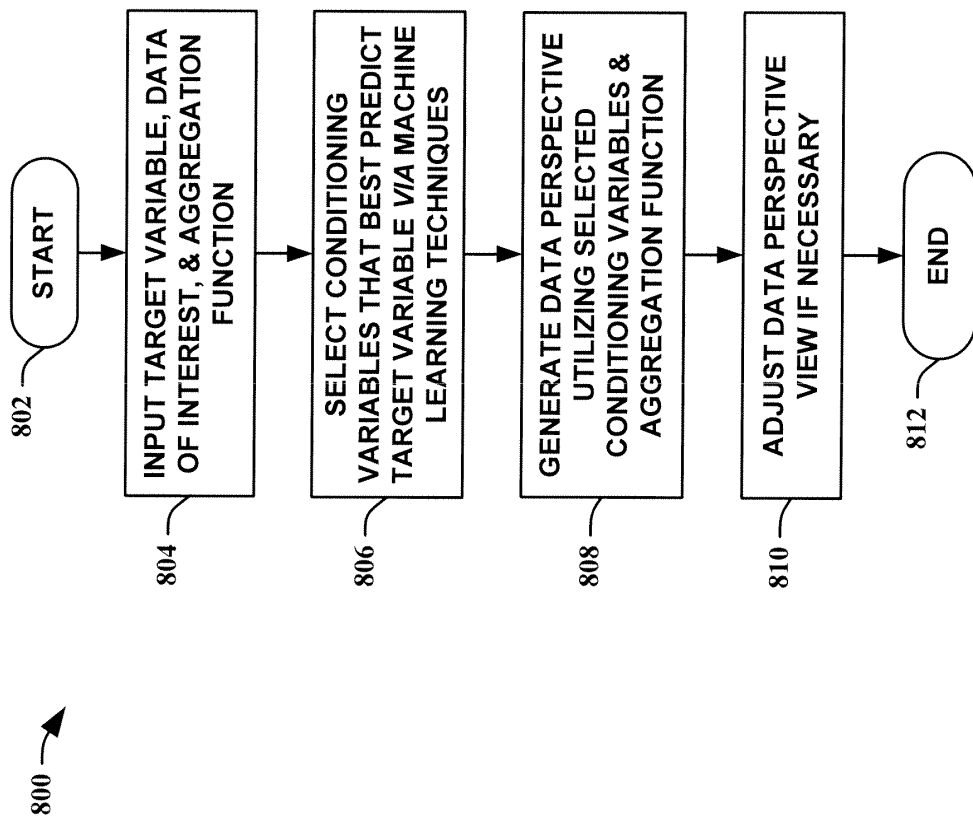 800
802
START
804
INPUT TARGET VARIABLE, DATA
OF INTEREST, & AGGREGATION
FUNCTION
806
SELECT CONDITIONING
VARIABLES THAT BEST PREDICT
TARGET VARIABLE VIA MACHINE
LEARNING TECHNIQUES
808
GENERATE DATA PERSPECTIVE
UTILIZING SELECTED
CONDITIONING VARIABLES &
AGGREGATION FUNCTION
810
ADJUST DATA PERSPECTIVE
VIEW IF NECESSARY
812
END